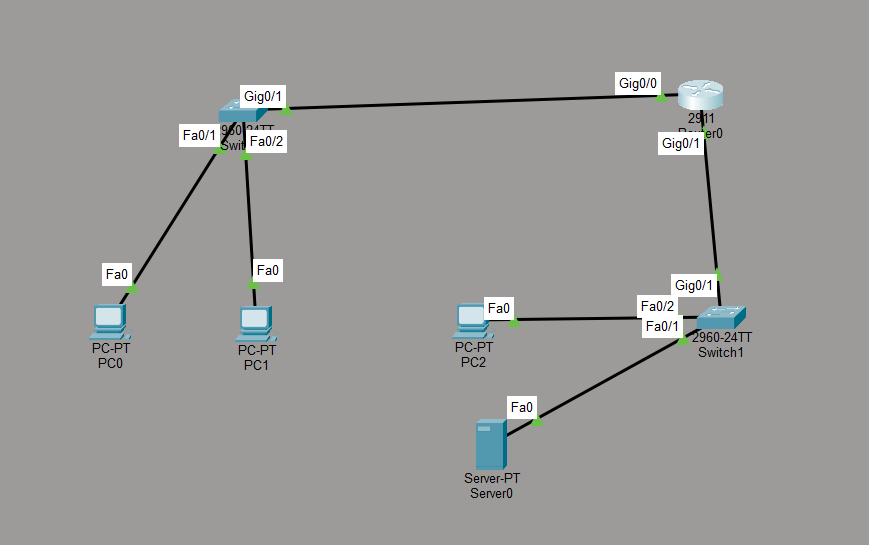 Gig0/0
Gig0/1
2911
Router0
Fa0/1
Fa0/2
Gig0/1
Fa0
Fa0
Gig0/1
Fa0
Fa0/2
Fa0/1
PC-PT
PC0
PC-PT
PC1
PC-PT
PC2
2960-24TT
Switch1
Fa0
Server-PT
Server0